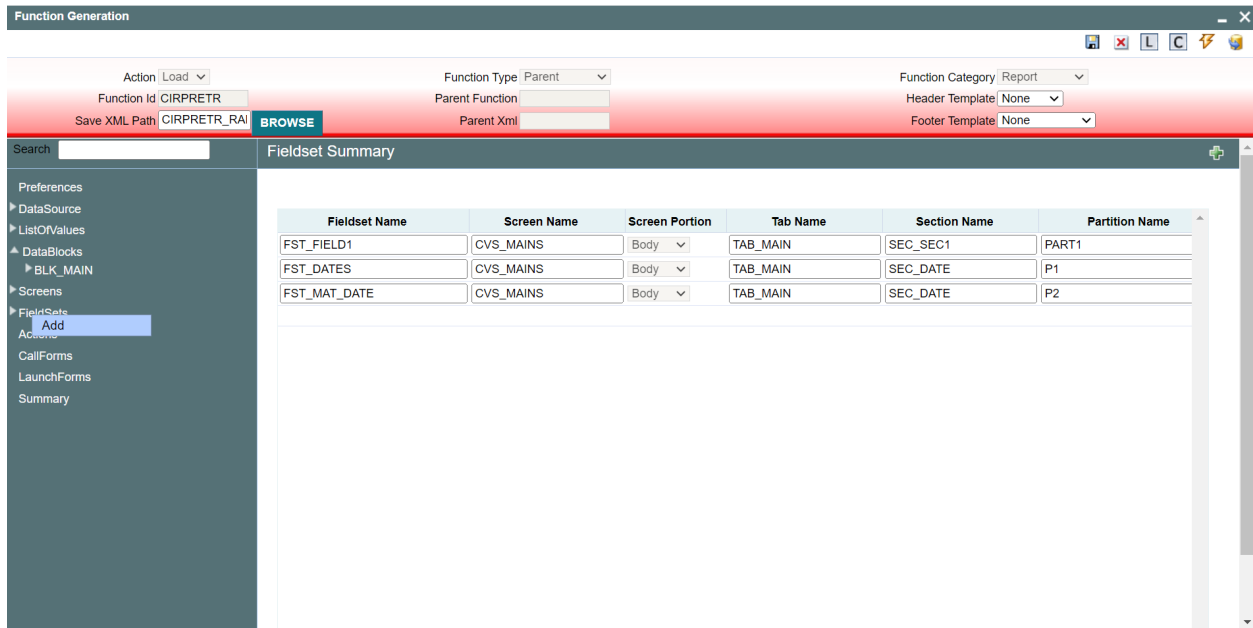 Function Generation
L C
Action Load Function Type Parent Function Category Report
Function Id CIRPRETR Parent Function Header Template None
Save XML Path CIRPRETR_RAI BROWSE Parent Xml Footer Template None
Search Fieldset Summary
Preferences
DataSource
ListOfValues
DataBlocks
BLK_MAIN
Screens
FieldSets
Add
Actions
CallForms
LaunchForms
Summary
Fieldset Name Screen Name Screen Portion Tab Name Section Name Partition Name
FST_FIELD1 CVS_MAINS Body TAB_MAIN SEC_SEC1 PART1
FST_DATES CVS_MAINS Body TAB_MAIN SEC_DATE P1
FST_MAT_DATE CVS_MAINS Body TAB_MAIN SEC_DATE P2